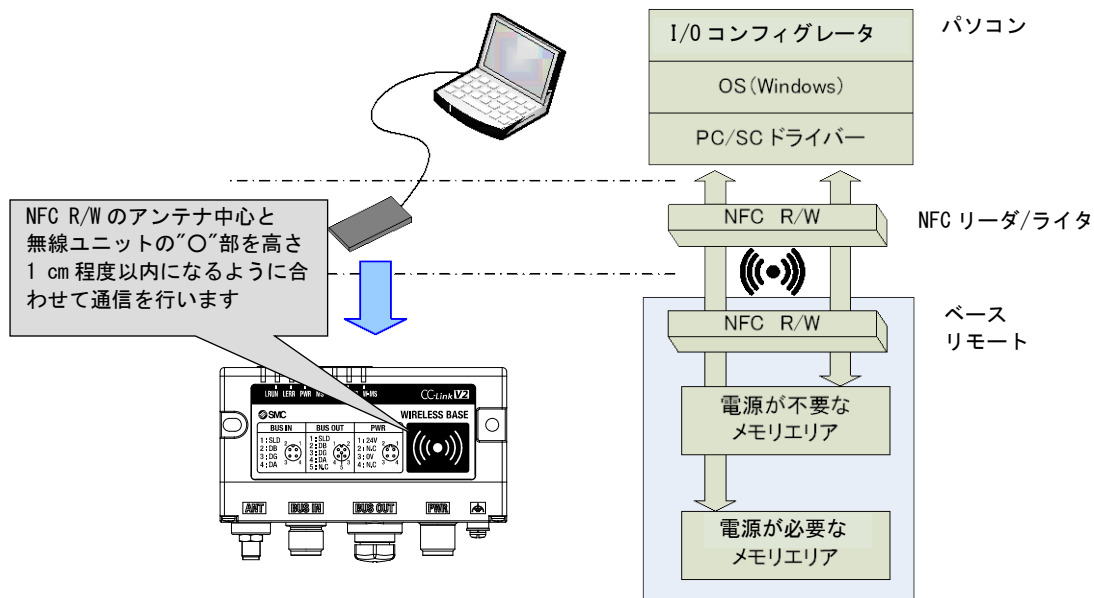 I/O コンフィグレータ
パソコン
OS(Windows)
PC/SC ドライバー
NFC R/W のアンテナ中心と
無線ユニットの"〇"部を高さ
1 cm 程度以内になるように合
わせて通信を行います
NFC R/W
NFC リーダ/ライタ
NFC R/W
ベース
リモート
電源が不要な
メモリエリア
電源が必要な
メモリエリア
LRUN LERR PWR MS M-MS
CC-Link V2
SMC
WIRELESS BASE
BUS IN
1:SLD
2:DB
3:DG
4:DA
BUS OUT
1:SLD
2:DB
3:DG
4:DA
5:N.C
PWR
1:24V
2:N.C
3:0V
4:N.C
ANT BUS IN BUS OUT PWR